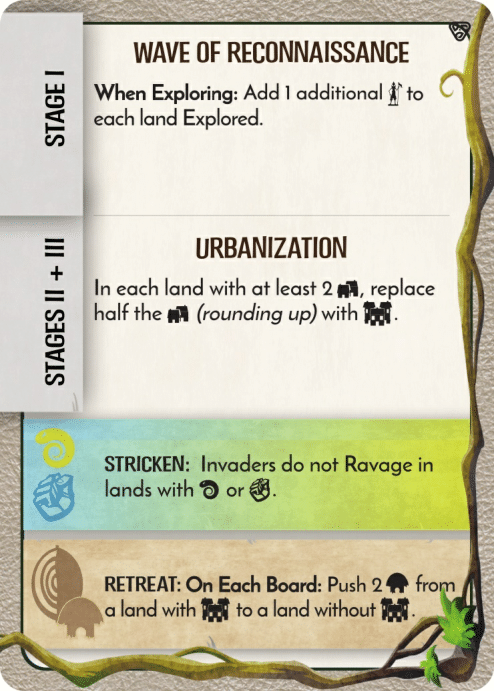 WAVE OF RECONNAISSANCE
STAGE I
When Exploring: Add 1 additional to
each land Explored.
URBANIZATION
STAGES II + III
In each land with at least 2 , replace
half the (rounding up) with .
STRICKEN: Invaders do not Ravage in
lands with or .
RETREAT: On Each Board: Push 2 from
a land with to a land without .